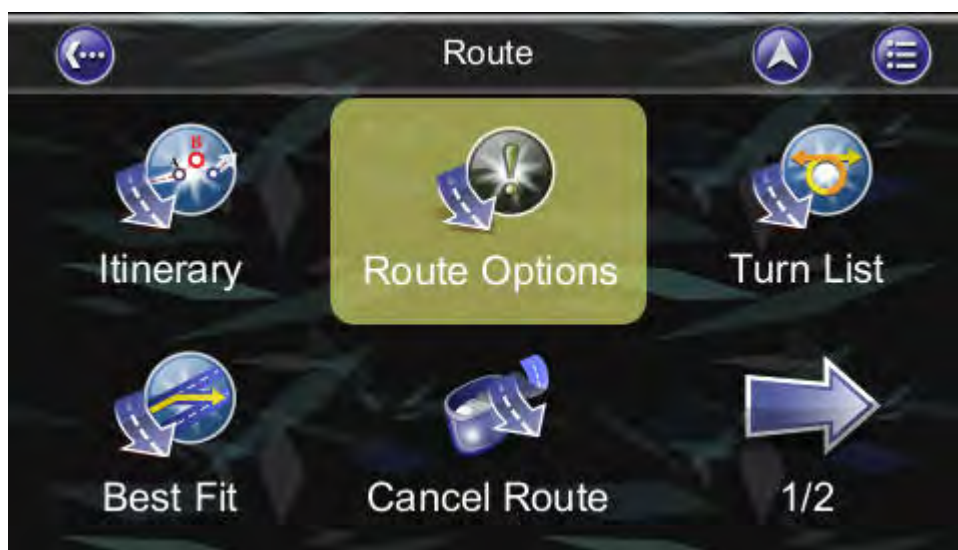 Route
Itinerary
Route Options
Turn List
Best Fit
Cancel Route
1/2